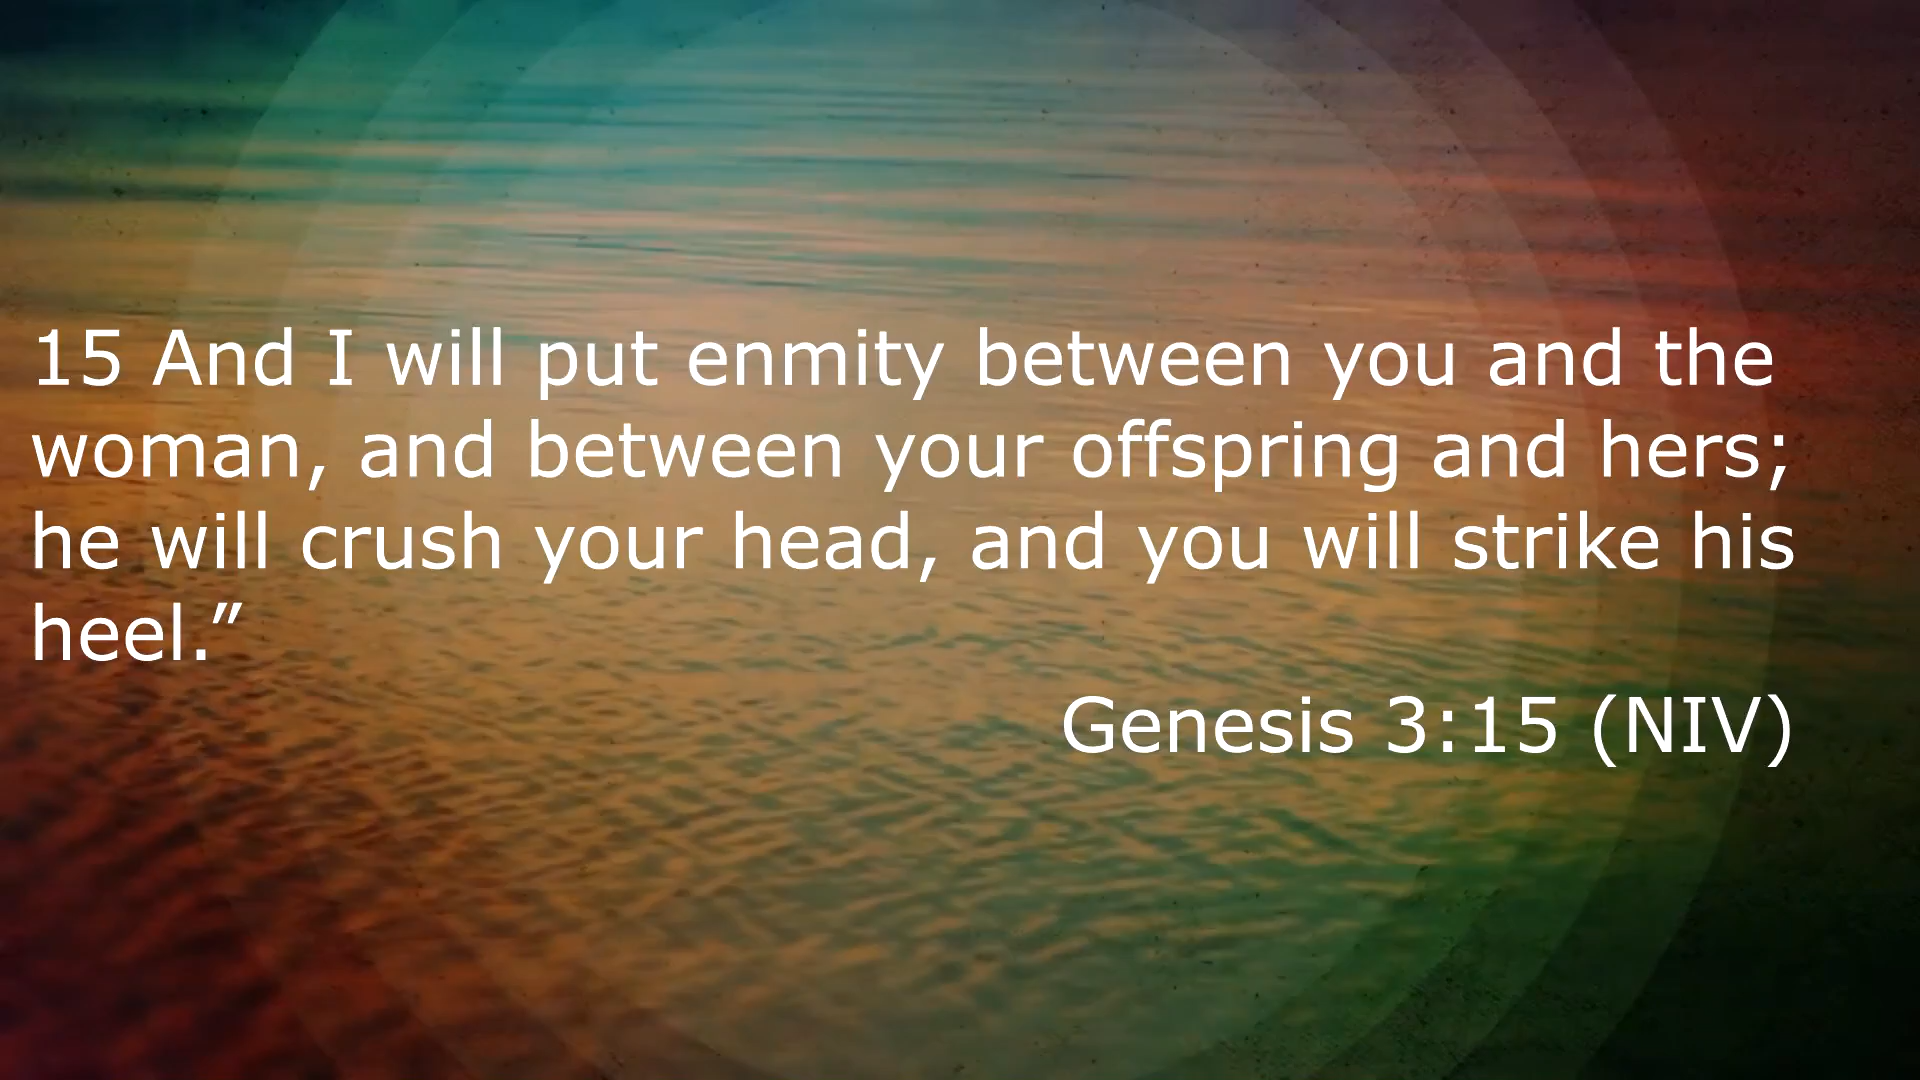 15 And I will put enmity between you and the
woman, and between your offspring and hers;
he will crush your head, and you will strike his
heel.”
Genesis 3:15 (NIV)